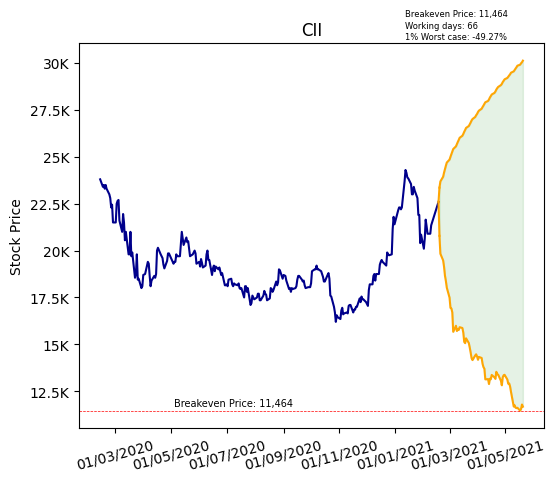 Breakeven Price: 11,464
Working days: 66
1% Worst case: -49.27%
CII
Stock Price
30K
27.5K
25K
22.5K
20K
17.5K
15K
12.5K
Breakeven Price: 11,464
01/03/2020
01/05/2020
01/07/2020
01/09/2020
01/11/2020
01/01/2021
01/03/2021
01/05/2021